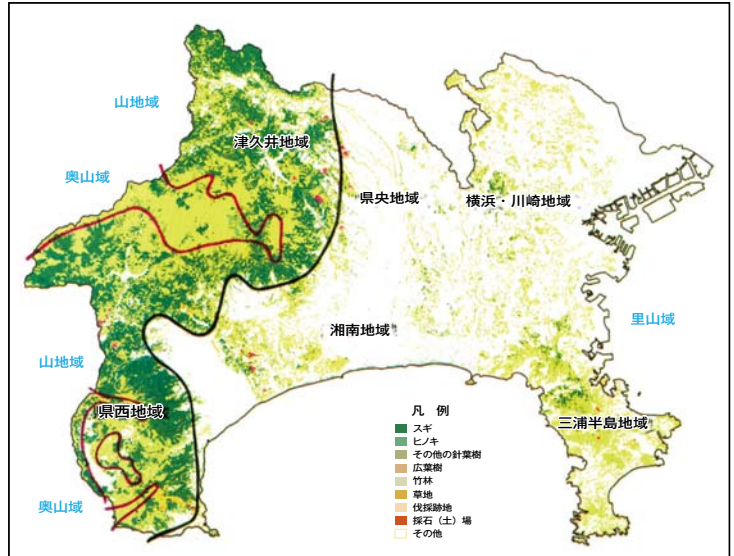 山地域
津久井地域
奥山域
県央地域
横浜・川崎地域
里山域
湘南地域
山地域
県西地域
三浦半島地域
奥山域
凡 例
スギ
ヒノキ
その他の針葉樹
広葉樹
竹林
草地
伐採跡地
採石（土）場
その他